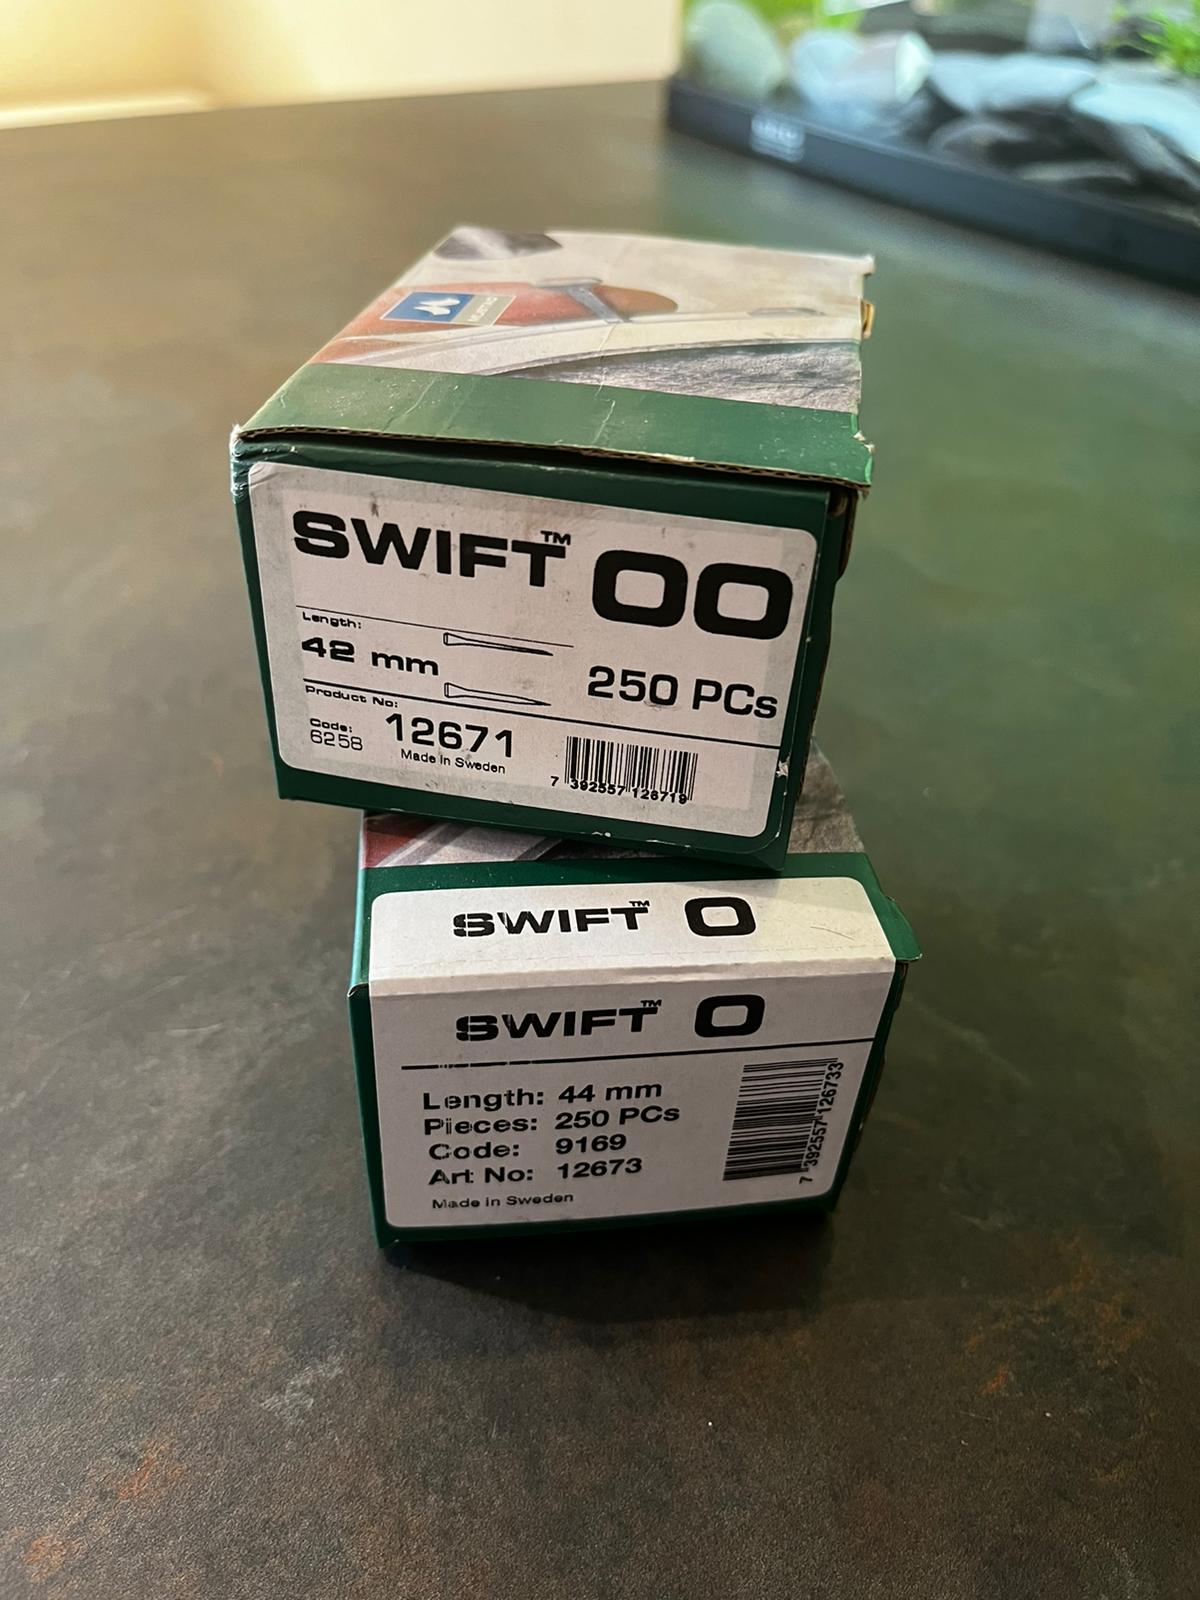 MUSTAD
SWIFT™ 00
Length:
42 mm
250 PCs
Product No:
12671
Code:
6258
Made in Sweden
7 392557 126719
SWIFT™ 0
SWIFT™ 0
Length: 44 mm
Pieces: 250 PCs
Code: 9169
Art No: 12673
Made in Sweden
7 392557 126733